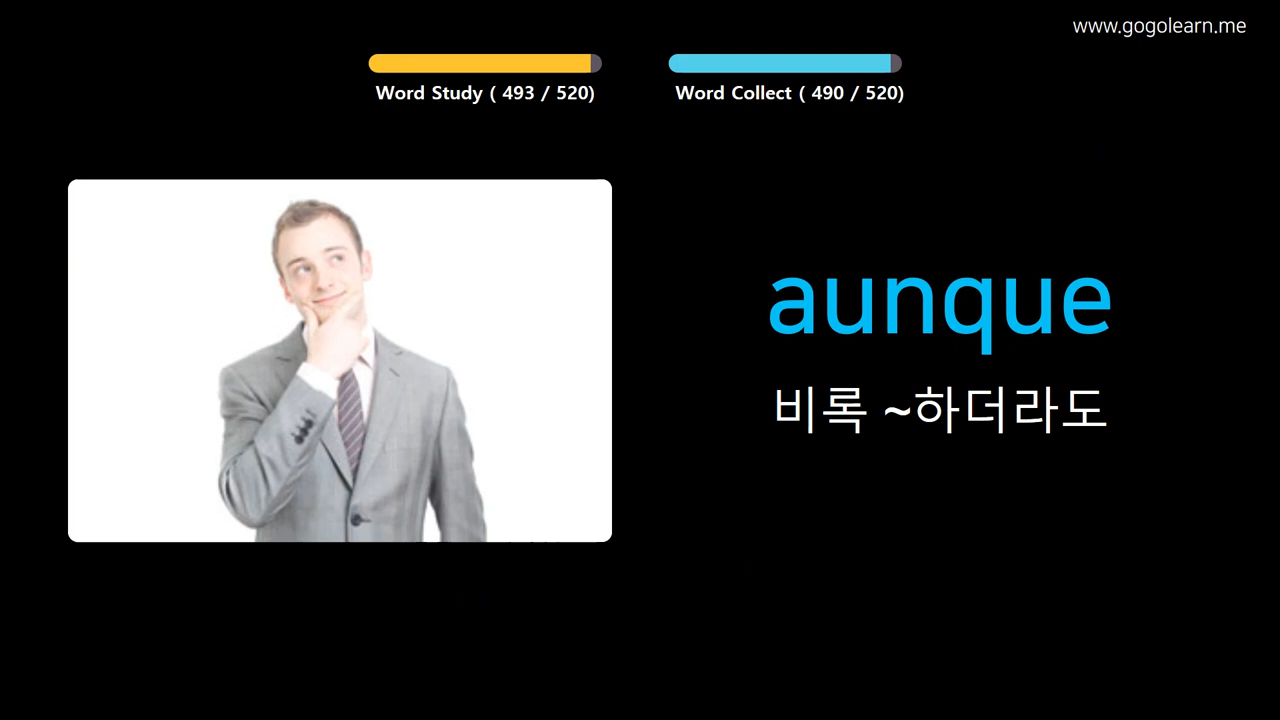 www.gogolearn.me
Word Study ( 493 / 520)
Word Collect ( 490 / 520)
aunque
비록 ~하더라도